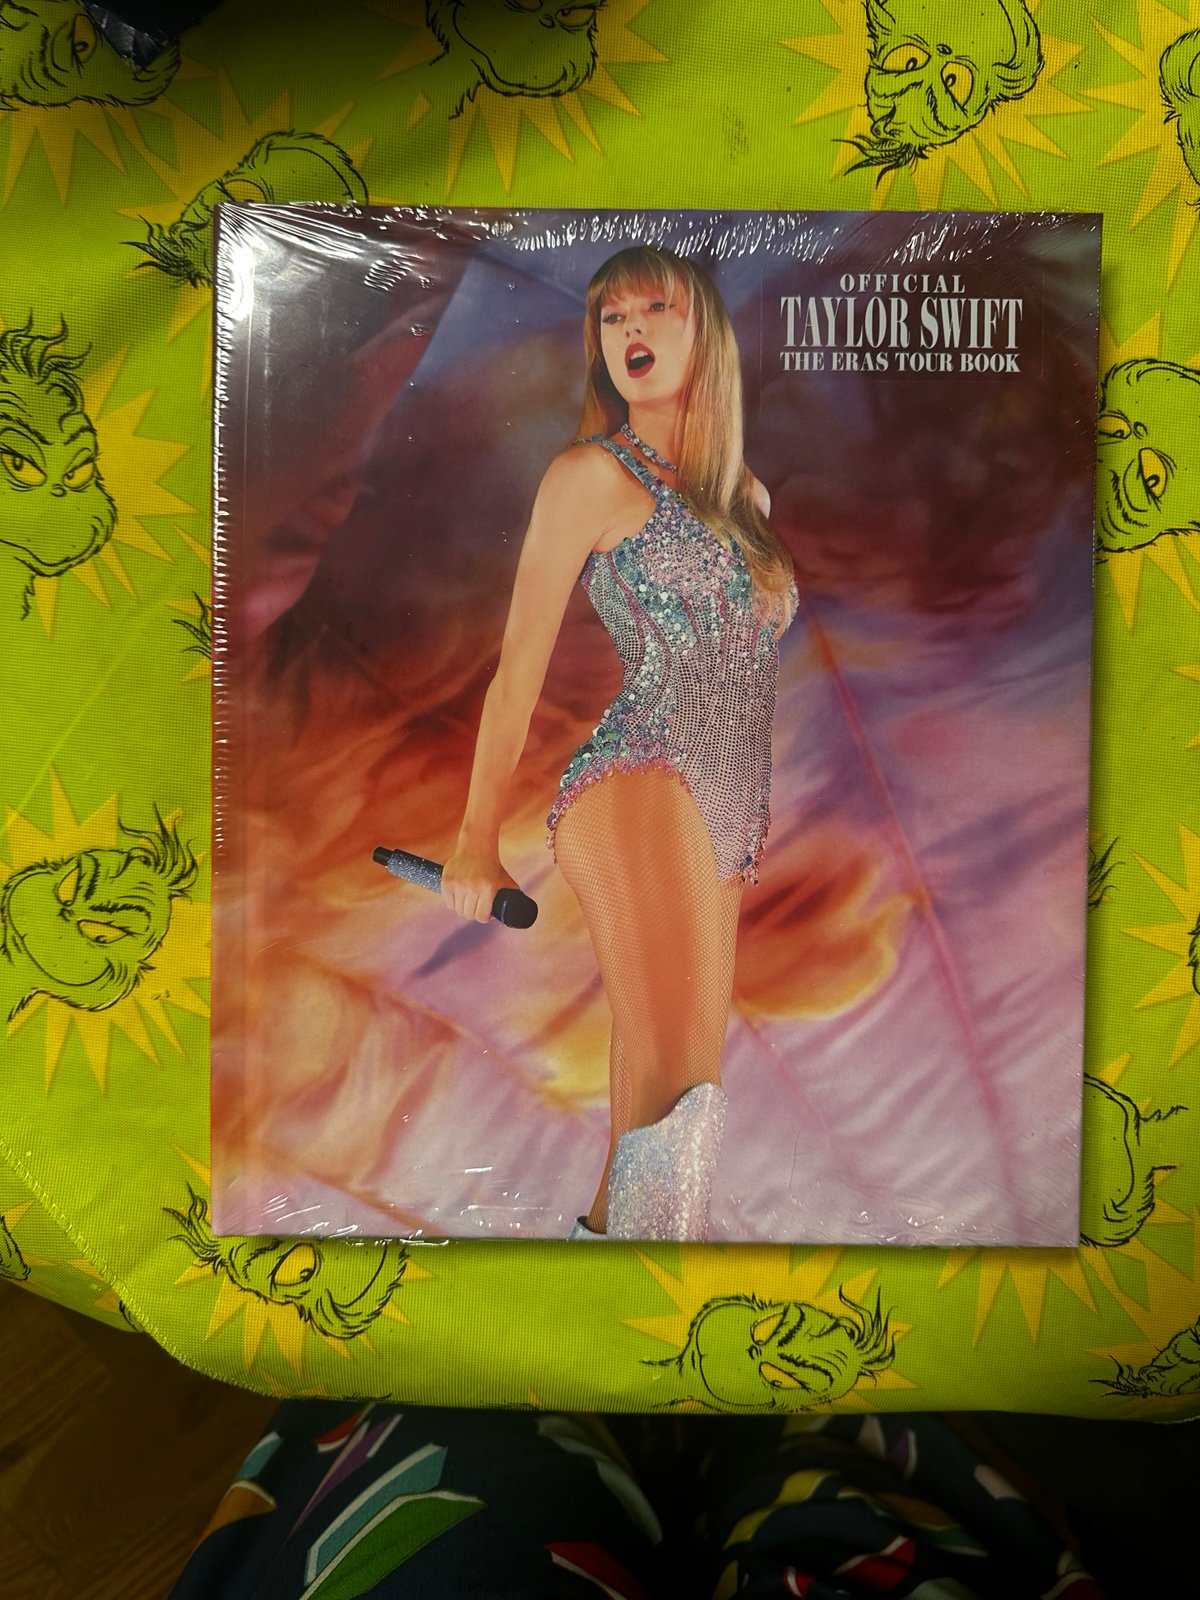 OFFICIAL
TAYLOR SWIFT
THE ERAS TOUR BOOK